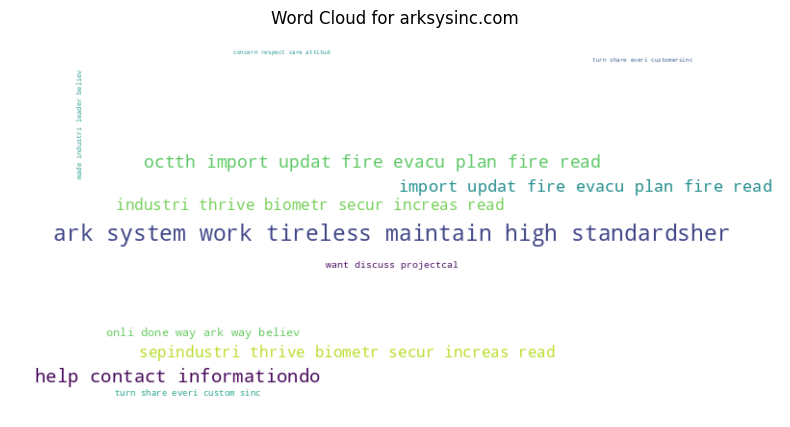 Word Cloud for arksysinc.com
concern respect care attitud
turn share everi customersinc
made industri leader believ
octth import updat fire evacu plan fire read
import updat fire evacu plan fire read
industri thrive biometr secur increas read
ark system work tireless maintain high standardsher
want discuss projectcal
onli done way ark way believ
sepindustri thrive biometr secur increas read
help contact informationdo
turn share everi custom sinc